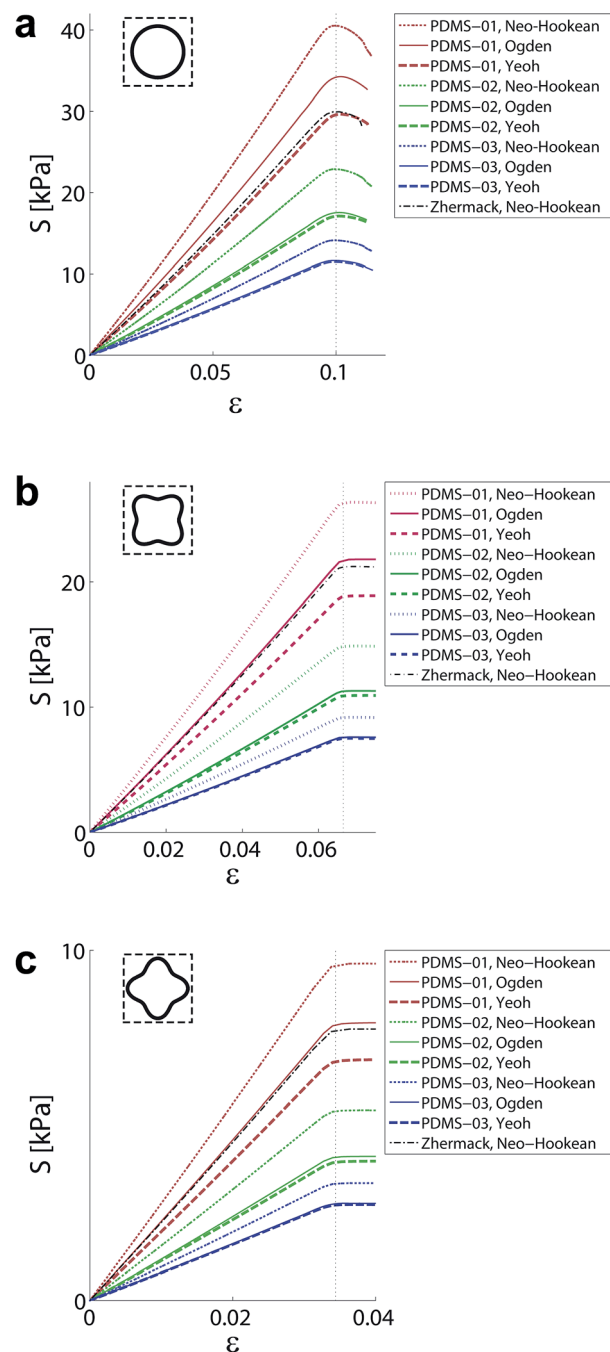 a
40
30
20
10
0
S [kPa]
0
0.05
0.1
ε
PDMS−01, Neo-Hookean
PDMS−01, Ogden
PDMS−01, Yeoh
PDMS−02, Neo-Hookean
PDMS−02, Ogden
PDMS−02, Yeoh
PDMS−03, Neo-Hookean
PDMS−03, Ogden
PDMS−03, Yeoh
Zhermack, Neo-Hookean
b
20
10
0
S [kPa]
0
0.02
0.04
0.06
ε
PDMS−01, Neo−Hookean
PDMS−01, Ogden
PDMS−01, Yeoh
PDMS−02, Neo−Hookean
PDMS−02, Ogden
PDMS−02, Yeoh
PDMS−03, Neo−Hookean
PDMS−03, Ogden
PDMS−03, Yeoh
Zhermack, Neo−Hookean
c
10
0
S [kPa]
0
0.02
0.04
ε
PDMS−01, Neo−Hookean
PDMS−01, Ogden
PDMS−01, Yeoh
PDMS−02, Neo−Hookean
PDMS−02, Ogden
PDMS−02, Yeoh
PDMS−03, Neo−Hookean
PDMS−03, Ogden
PDMS−03, Yeoh
Zhermack, Neo−Hookean